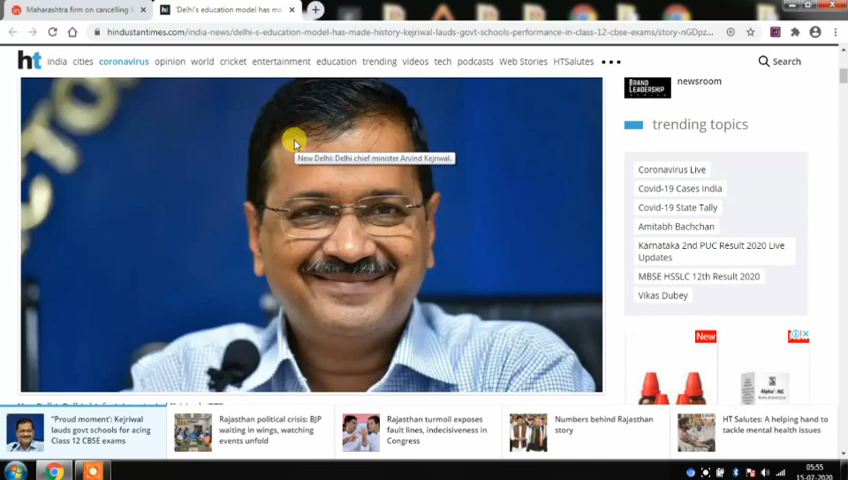 Maharashtra firm on cancelling f
'Delhi's education model has ma
hindustantimes.com/india-news/delhi-s-education-model-has-made-history-kejriwal-lauds-govt-schools-performance-in-class-12-cbse-exams/story-nGDpz...
ht india cities coronavirus opinion world cricket entertainment education trending videos tech podcasts Web Stories HTSalutes
Search
BRAND
LEADERSHIP
newsroom
trending topics
New Delhi: Delhi chief minister Arvind Kejriwal.
Coronavirus Live
Covid-19 Cases India
Covid-19 State Tally
Amitabh Bachchan
Karnataka 2nd PUC Result 2020 Live
Updates
MBSE HSSLC 12th Result 2020
Vikas Dubey
New
Alpha-NC
"Proud moment': Kejriwal
lauds govt schools for acing
Class 12 CBSE exams
Rajasthan political crisis: BJP
waiting in wings, watching
events unfold
Rajasthan turmoil exposes
fault lines, indecisiveness in
Congress
Numbers behind Rajasthan
story
HT Salutes: A helping hand to
tackle mental health issues
05:55
15-07-2020